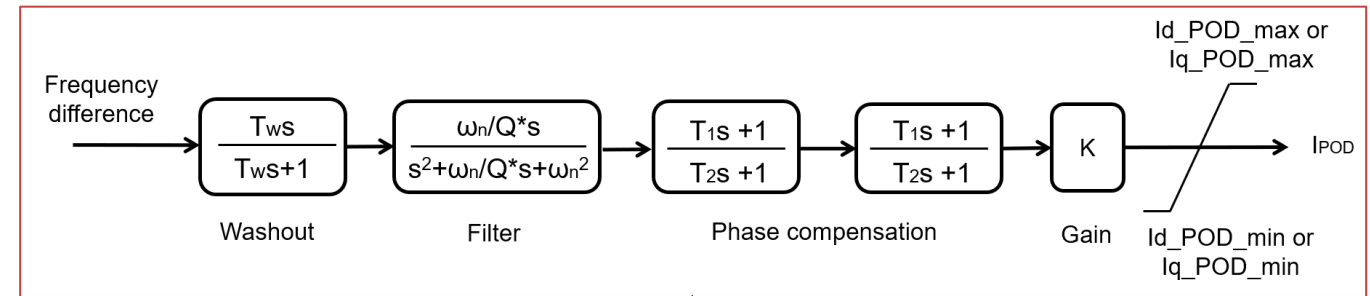 Id_POD_max or
Iq_POD_max
Frequency
difference
Tws
Tws+1
ωn/Q*s
s²+ωn/Q*s+ωn²
T1s +1
T2s +1
T1s +1
T2s +1
K
IPOD
Washout
Filter
Phase compensation
Gain
Id_POD_min or
Iq_POD_min